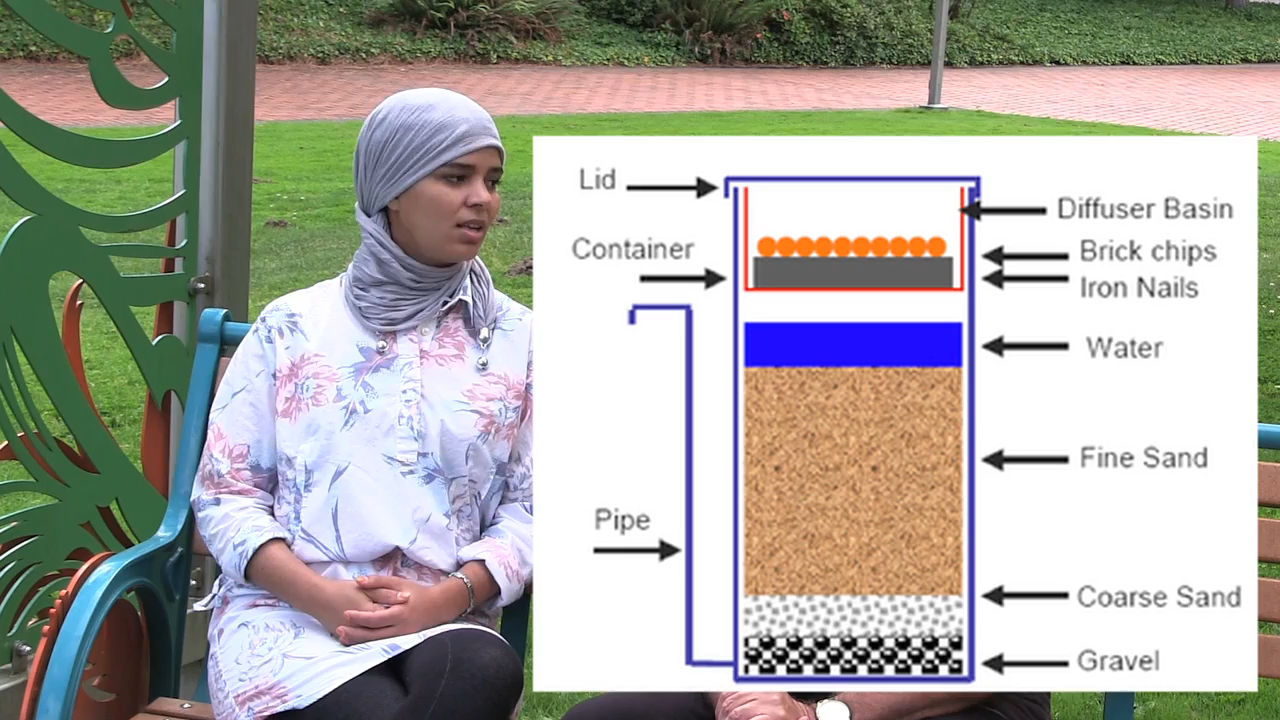 Lid
Diffuser Basin
Container
Brick chips
Iron Nails
Water
Fine Sand
Pipe
Coarse Sand
Gravel